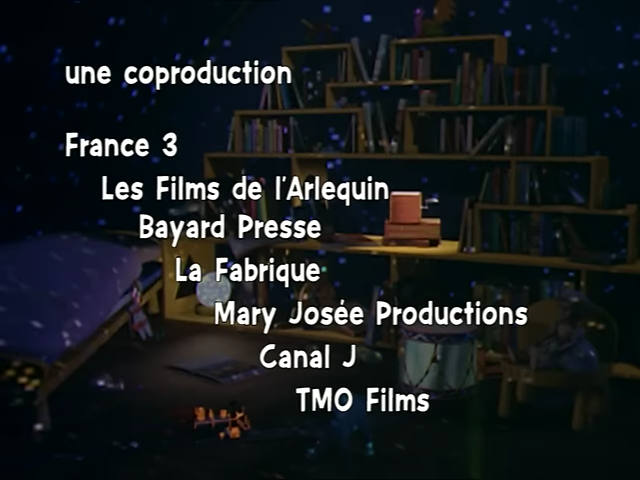 une coproduction
France 3
Les Films de l'Arlequin
Bayard Presse
La Fabrique
Mary Josée Productions
Canal J
TMO Films